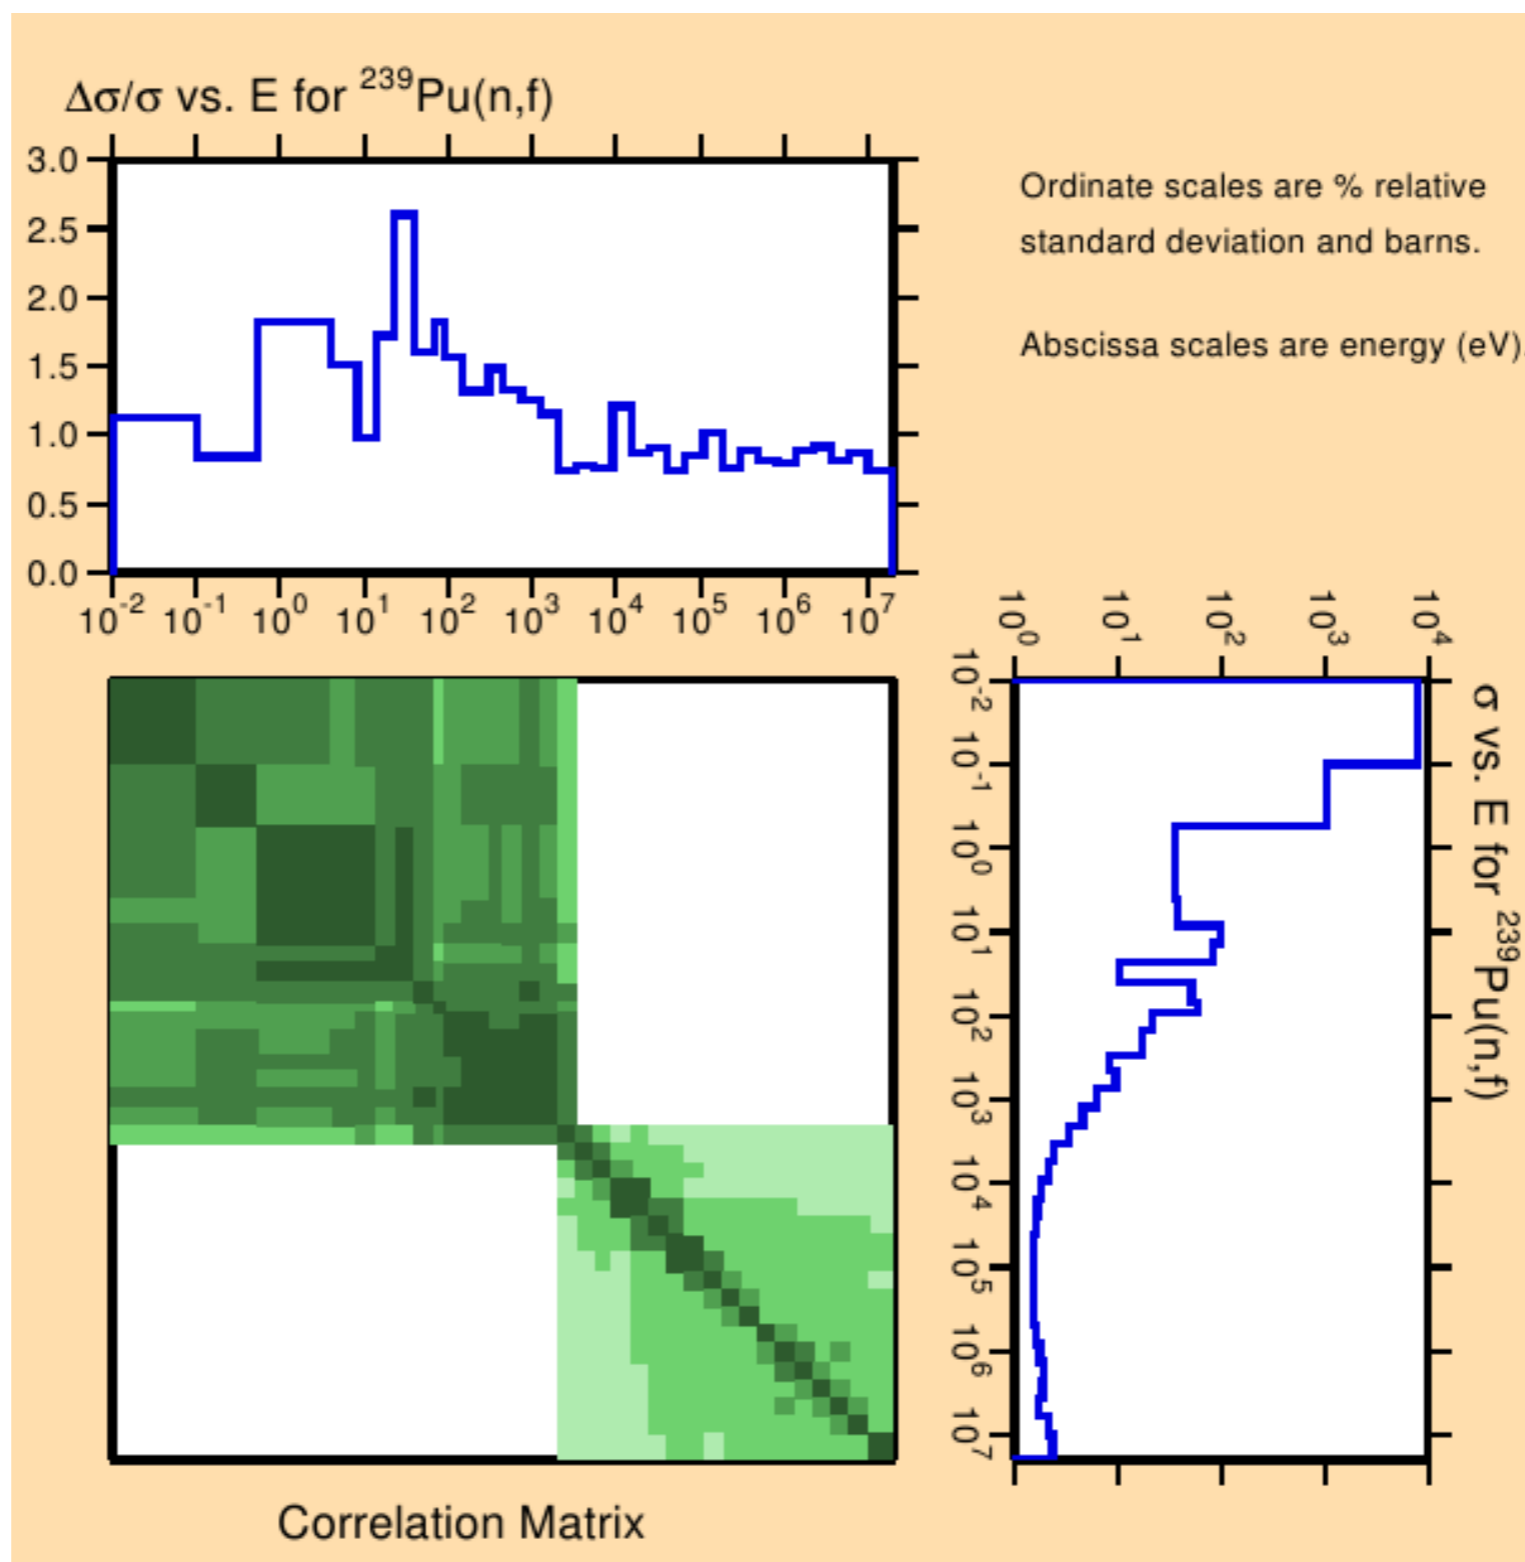 Δσ/σ vs. E for ²³⁹Pu(n,f)
3.0
2.5
2.0
1.5
1.0
0.5
0.0
10⁻² 10⁻¹ 10⁰ 10¹ 10² 10³ 10⁴ 10⁵ 10⁶ 10⁷
Ordinate scales are % relative
standard deviation and barns.
Abscissa scales are energy (eV).
10⁰ 10¹ 10² 10³ 10⁴
10⁻² 10⁻¹ 10⁰ 10¹ 10² 10³ 10⁴ 10⁵ 10⁶ 10⁷
σ vs. E for ²³⁹Pu(n,f)
Correlation Matrix